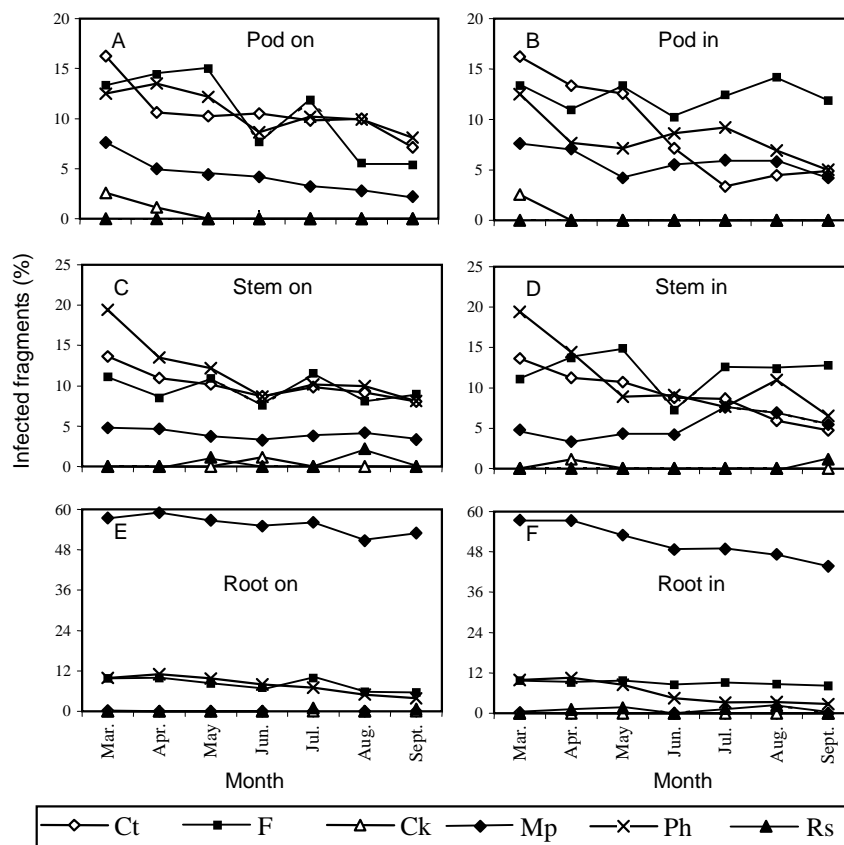 A
Pod on
20
15
10
5
0
B
Pod in
20
15
10
5
0
Infected fragments (%)
C
Stem on
25
20
15
10
5
0
D
Stem in
25
20
15
10
5
0
E
Root on
60
48
36
24
12
0
F
Root in
60
48
36
24
12
0
Mar. Apr. May Jun. Jul. Aug. Sept.
Month
Mar. Apr. May Jun. Jul. Aug. Sept.
Month
Ct F Ck Mp Ph Rs